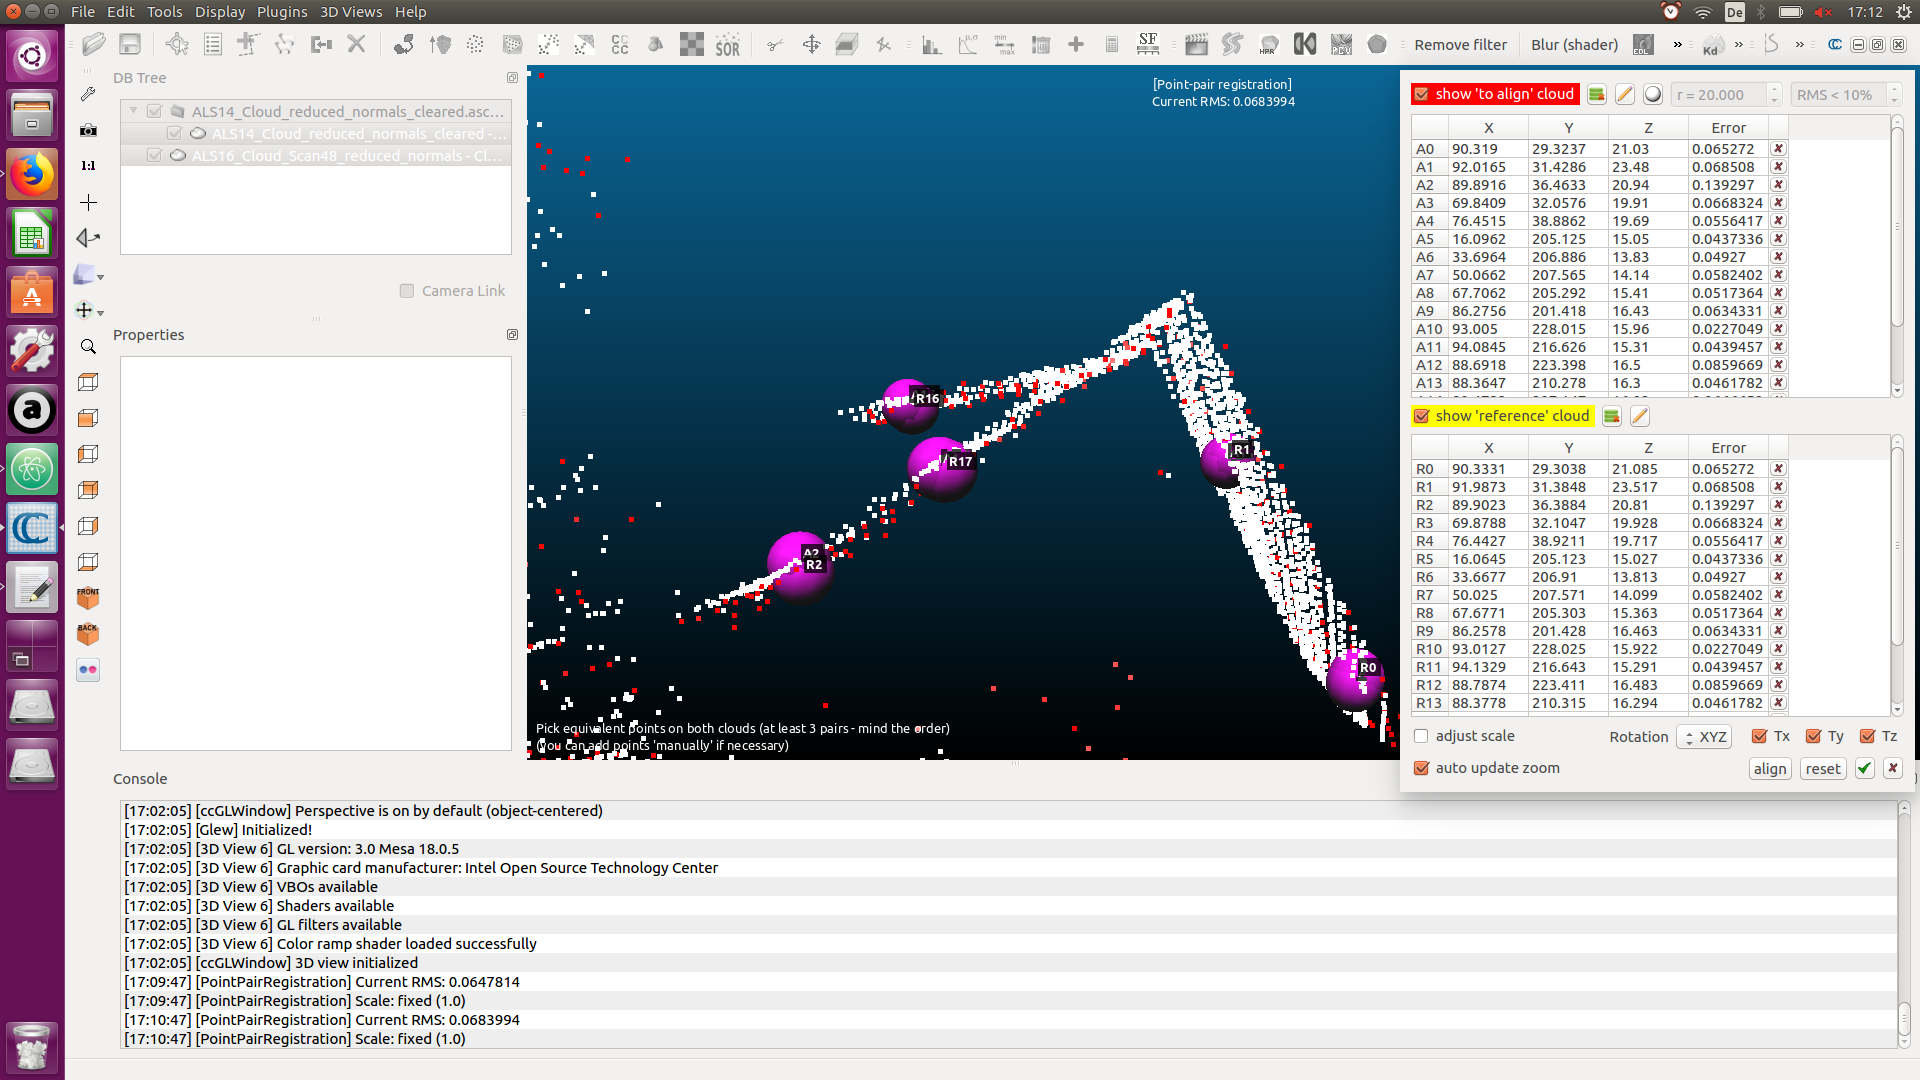 File Edit Tools Display Plugins 3D Views Help
De 17:12
SOR SF min max HPR PCV
Remove filter Blur (shader) EDL » Kd » » CC
DB Tree
ALS14_Cloud_reduced_normals_cleared.asc...
ALS14_Cloud_reduced_normals_cleared -...
ALS16_Cloud_Scan48_reduced_normals - Cl...
1:1
Camera Link
Properties
FRONT
BACK
[Point-pair registration]
Current RMS: 0.0683994
R16
R17
A2
R2
R1
R0
Pick equivalent points on both clouds (at least 3 pairs - mind the order)
(you can add points 'manually' if necessary)
show 'to align' cloud r = 20.000 RMS < 10%
X Y Z Error
A0 90.319 29.3237 21.03 0.065272
A1 92.0165 31.4286 23.48 0.068508
A2 89.8916 36.4633 20.94 0.139297
A3 69.8409 32.0576 19.91 0.0668324
A4 76.4515 38.8862 19.69 0.0556417
A5 16.0962 205.125 15.05 0.0437336
A6 33.6964 206.886 13.83 0.04927
A7 50.0662 207.565 14.14 0.0582402
A8 67.7062 205.292 15.41 0.0517364
A9 86.2756 201.418 16.43 0.0634331
A10 93.005 228.015 15.96 0.0227049
A11 94.0845 216.626 15.31 0.0439457
A12 88.6918 223.398 16.5 0.0859669
A13 88.3647 210.278 16.3 0.0461782
show 'reference' cloud
X Y Z Error
R0 90.3331 29.3038 21.085 0.065272
R1 91.9873 31.3848 23.517 0.068508
R2 89.9023 36.3884 20.81 0.139297
R3 69.8788 32.1047 19.928 0.0668324
R4 76.4427 38.9211 19.717 0.0556417
R5 16.0645 205.123 15.027 0.0437336
R6 33.6677 206.91 13.813 0.04927
R7 50.025 207.571 14.099 0.0582402
R8 67.6771 205.303 15.363 0.0517364
R9 86.2578 201.428 16.463 0.0634331
R10 93.0127 228.025 15.922 0.0227049
R11 94.1329 216.643 15.291 0.0439457
R12 88.7874 223.411 16.483 0.0859669
R13 88.3778 210.315 16.294 0.0461782
adjust scale Rotation XYZ Tx Ty Tz
auto update zoom align reset
Console
[17:02:05] [ccGLWindow] Perspective is on by default (object-centered)
[17:02:05] [Glew] Initialized!
[17:02:05] [3D View 6] GL version: 3.0 Mesa 18.0.5
[17:02:05] [3D View 6] Graphic card manufacturer: Intel Open Source Technology Center
[17:02:05] [3D View 6] VBOs available
[17:02:05] [3D View 6] Shaders available
[17:02:05] [3D View 6] GL filters available
[17:02:05] [3D View 6] Color ramp shader loaded successfully
[17:02:05] [ccGLWindow] 3D view initialized
[17:09:47] [PointPairRegistration] Current RMS: 0.0647814
[17:09:47] [PointPairRegistration] Scale: fixed (1.0)
[17:10:47] [PointPairRegistration] Current RMS: 0.0683994
[17:10:47] [PointPairRegistration] Scale: fixed (1.0)